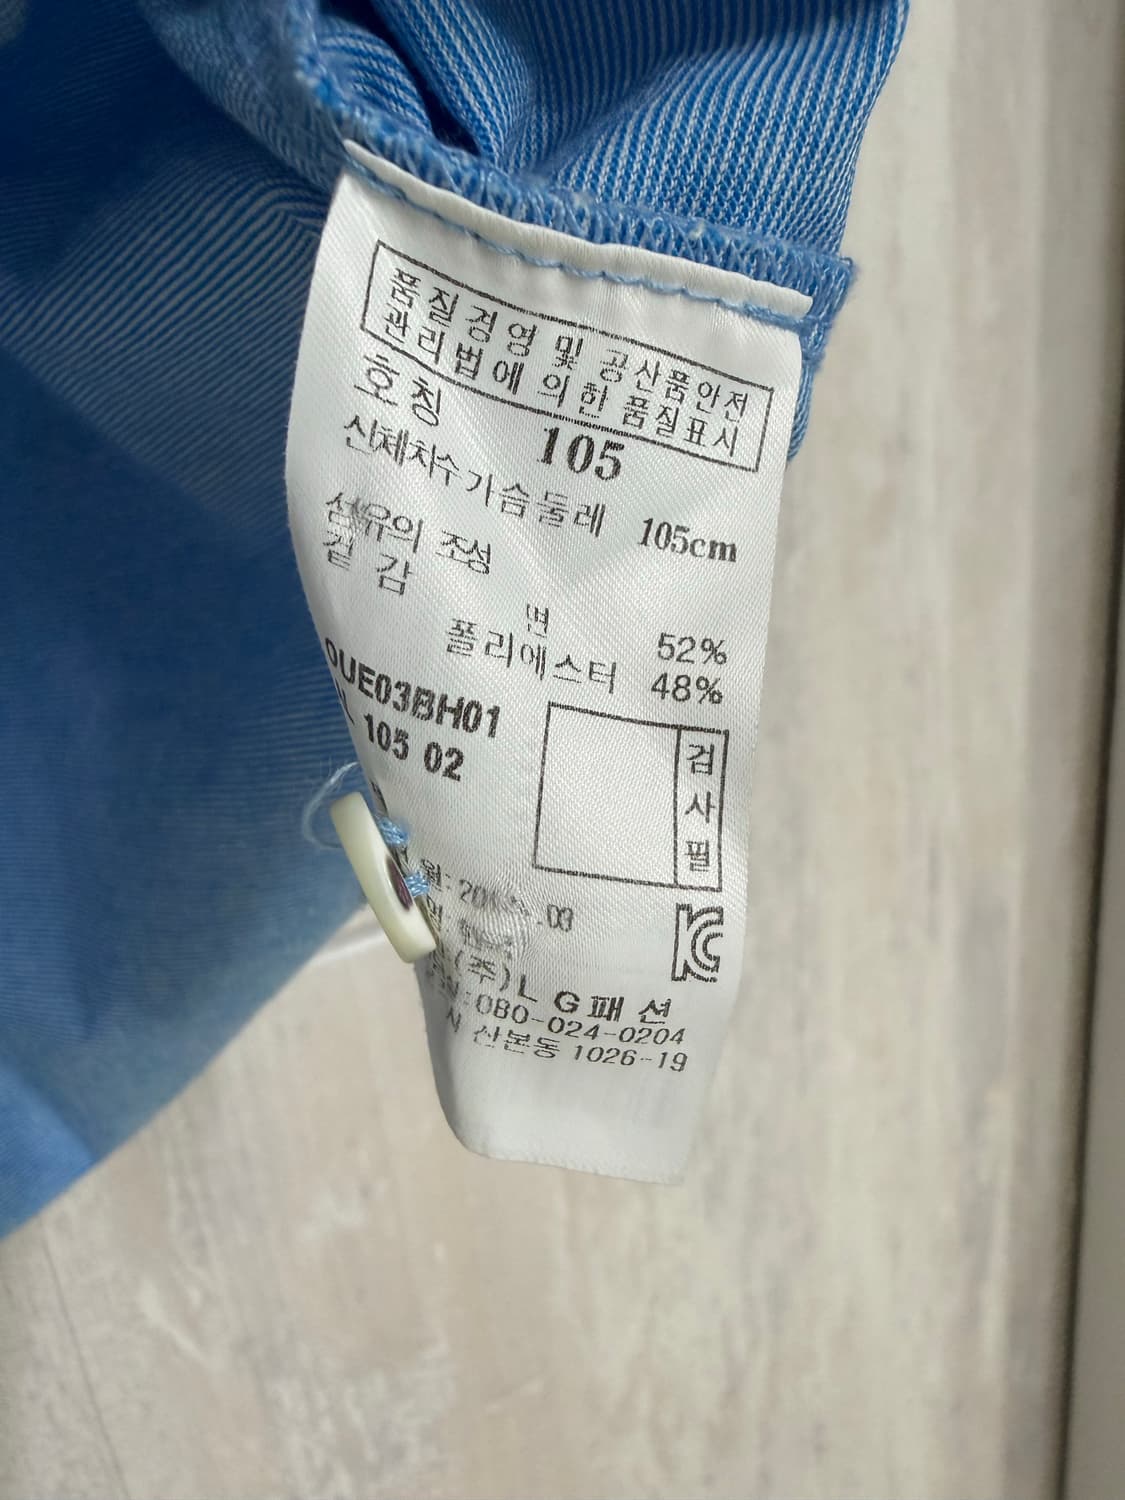 품질경영 및 공산품안전
관리법에 의한 품질표시
호칭 105
신체치수 가슴둘레 105cm
섬유의 조성
겉감
면 52%
폴리에스터 48%
OUE03BH01
105 02
검사필
.03
(주)LG패션
080-024-0204
산본동 1026-19